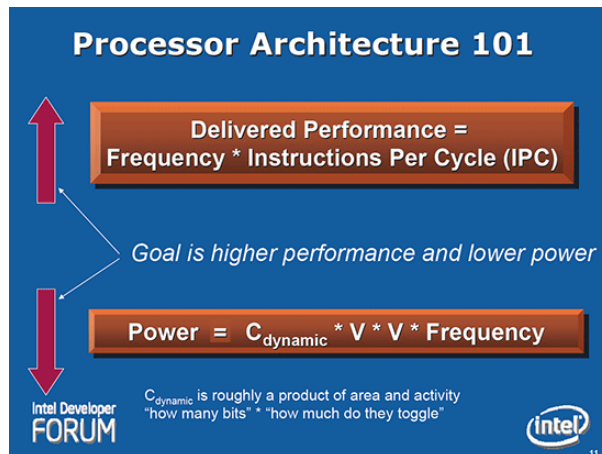 Processor Architecture 101
Delivered Performance =
Frequency * Instructions Per Cycle (IPC)
Goal is higher performance and lower power
Power = Cdynamic * V * V * Frequency
Cdynamic is roughly a product of area and activity
“how many bits” * “how much do they toggle”
Intel Developer
FORUM
intel
11